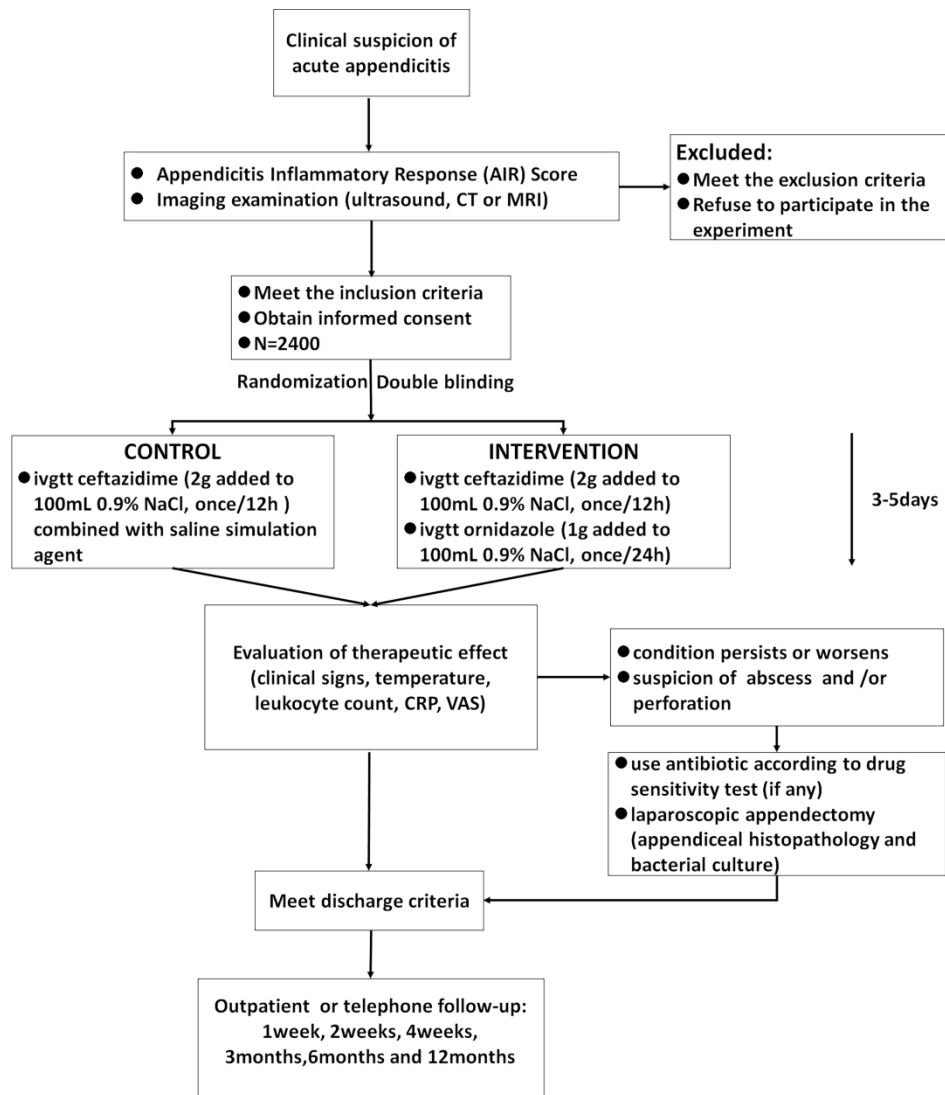 Clinical suspicion of
acute appendicitis
● Appendicitis Inflammatory Response (AIR) Score
● Imaging examination (ultrasound, CT or MRI)
Excluded:
● Meet the exclusion criteria
● Refuse to participate in the
experiment
● Meet the inclusion criteria
● Obtain informed consent
● N=2400
Randomization
Double blinding
CONTROL
● ivgtt ceftazidime (2g added to
100mL 0.9% NaCl, once/12h )
combined with saline simulation
agent
INTERVENTION
● ivgtt ceftazidime (2g added to
100mL 0.9% NaCl, once/12h)
● ivgtt ornidazole (1g added to
100mL 0.9% NaCl, once/24h)
3-5days
Evaluation of therapeutic effect
(clinical signs, temperature,
leukocyte count, CRP, VAS)
● condition persists or worsens
● suspicion of abscess and /or
perforation
● use antibiotic according to drug
sensitivity test (if any)
● laparoscopic appendectomy
(appendiceal histopathology and
bacterial culture)
Meet discharge criteria
Outpatient or telephone follow-up:
1week, 2weeks, 4weeks,
3months,6months and 12months